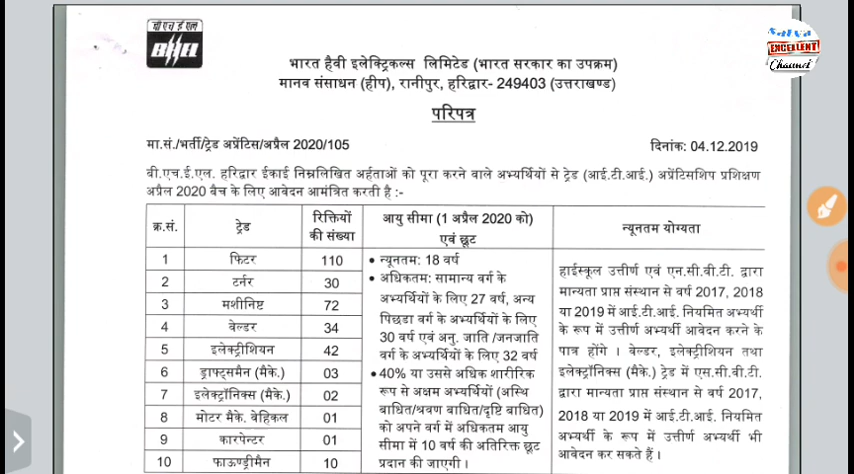 बी एच ई एल
BHEL
EXCELLENT
Channel
भारत हैवी इलेक्ट्रिकल्स लिमिटेड (भारत सरकार का उपक्रम)
मानव संसाधन (हीप), रानीपुर, हरिद्वार- 249403 (उत्तराखण्ड)
परिपत्र
मा.सं./भर्ती/ट्रेड अप्रेंटिस/अप्रैल 2020/105 दिनांक: 04.12.2019
बी.एच.ई.एल. हरिद्वार ईकाई निम्नलिखित अर्हताओं को पूरा करने वाले अभ्यर्थियों से ट्रेड (आई.टी.आई.) अप्रेंटिसशिप प्रशिक्षण
अप्रैल 2020 बैच के लिए आवेदन आमंत्रित करती है :-
क्र.सं. ट्रेड रिक्तियों की संख्या आयु सीमा (1 अप्रैल 2020 को) एवं छूट न्यूनतम योग्यता
1 फिटर 110
2 टर्नर 30
3 मशीनिष्ट 72
4 वेल्डर 34
5 इलेक्ट्रीशियन 42
6 ड्राफ्ट्समैन (मैके.) 03
7 इलेक्ट्रॉनिक्स (मैके.) 02
8 मोटर मैके. वेहिकल 01
9 कारपेन्टर 01
10 फाऊण्ड्रीमैन 10
• न्यूनतम: 18 वर्ष
• अधिकतम: सामान्य वर्ग के
अभ्यर्थियों के लिए 27 वर्ष, अन्य
पिछडा वर्ग के अभ्यर्थियों के लिए
30 वर्ष एवं अनु. जाति /जनजाति
वर्ग के अभ्यर्थियों के लिए 32 वर्ष
• 40% या उससे अधिक शारीरिक
रूप से अक्षम अभ्यर्थियों (अस्थि
बाधित/श्रवण बाधित/दृष्टि बाधित)
को अपने वर्ग में अधिकतम आयु
सीमा में 10 वर्ष की अतिरिक्त छूट
प्रदान की जाएगी ।
हाईस्कूल उत्तीर्ण एवं एन.सी.वी.टी. द्वारा
मान्यता प्राप्त संस्थान से वर्ष 2017, 2018
या 2019 में आई.टी.आई. नियमित अभ्यर्थी
के रूप में उत्तीर्ण अभ्यर्थी आवेदन करने के
पात्र होंगे । वेल्डर, इलेक्ट्रीशियन तथा
इलेक्ट्रॉनिक्स (मैके.) ट्रेड में एस.सी.वी.टी.
द्वारा मान्यता प्राप्त संस्थान से वर्ष 2017,
2018 या 2019 में आई.टी.आई. नियमित
अभ्यर्थी के रूप में उत्तीर्ण अभ्यर्थी भी
आवेदन कर सकते हैं ।